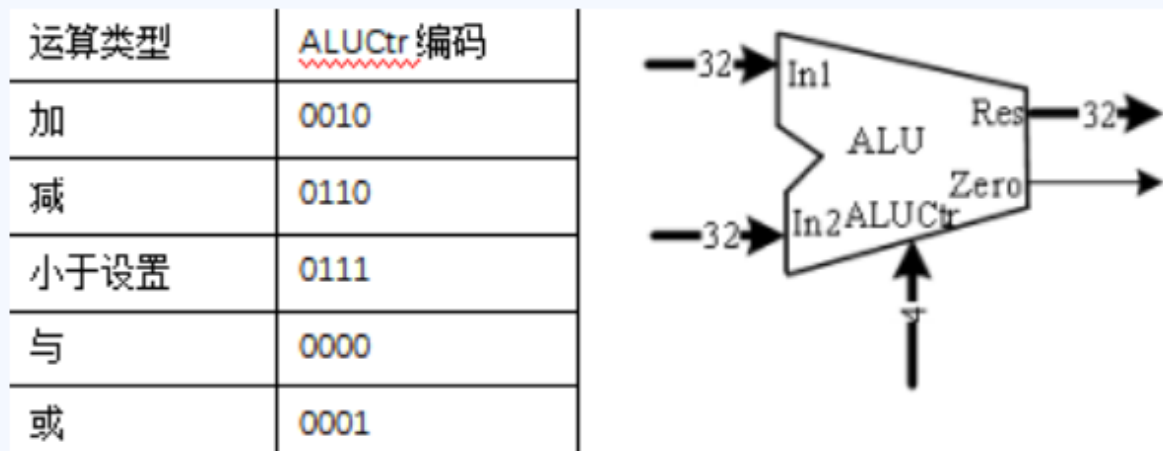 运算类型 ALUCtr编码
加 0010
减 0110
小于设置 0111
与 0000
或 0001
32 In1
Res 32
ALU
Zero
32 In2 ALUCtr
4